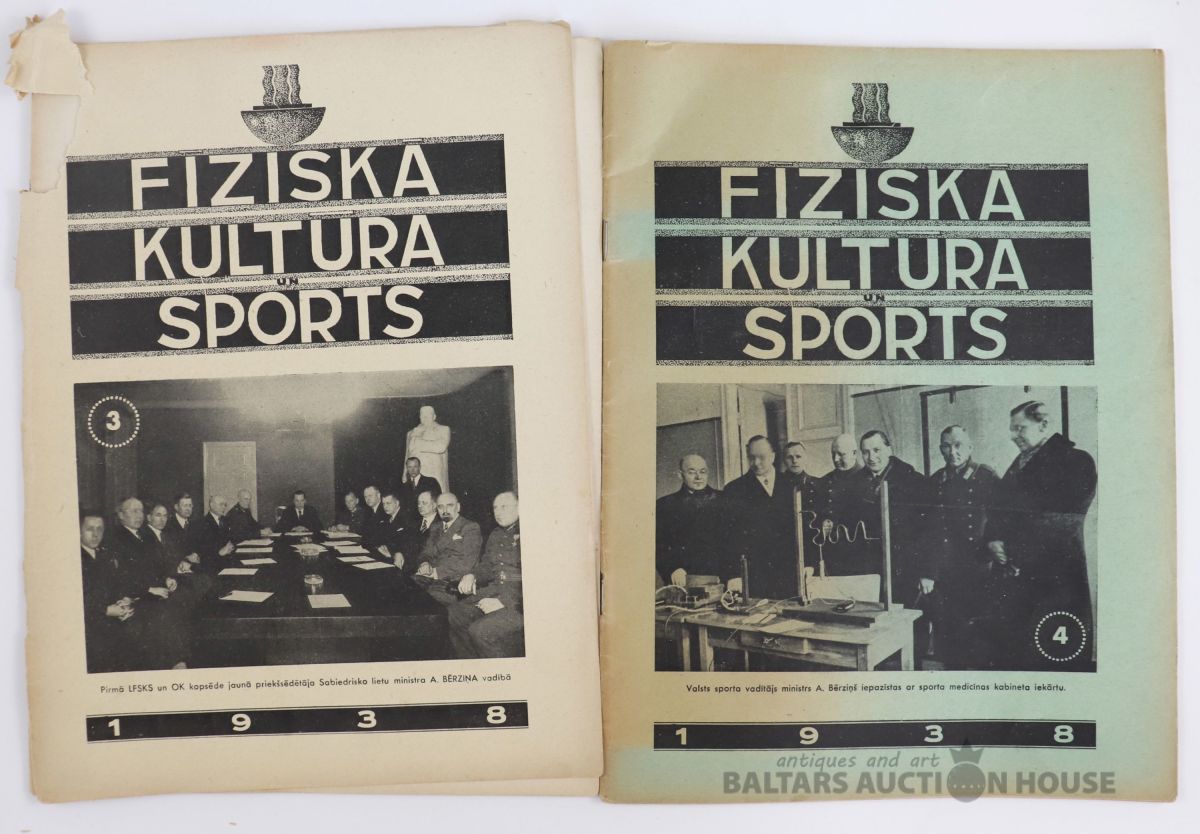 FIZISKĀ
KULTŪRA
UN
SPORTS
3
Pirmā LFSKS un OK kopsēde jaunā priekšsēdētāja Sabiedrisko lietu ministra A. BĒRZIŅA vadībā
1 9 3 8
FIZISKĀ
KULTŪRA
UN
SPORTS
4
Valsts sporta vadītājs ministrs A. Bērziņš iepazīstas ar sporta medicīnas kabineta iekārtu.
1 9 3 8
antiques and art
BALTARS AUCTION HOUSE